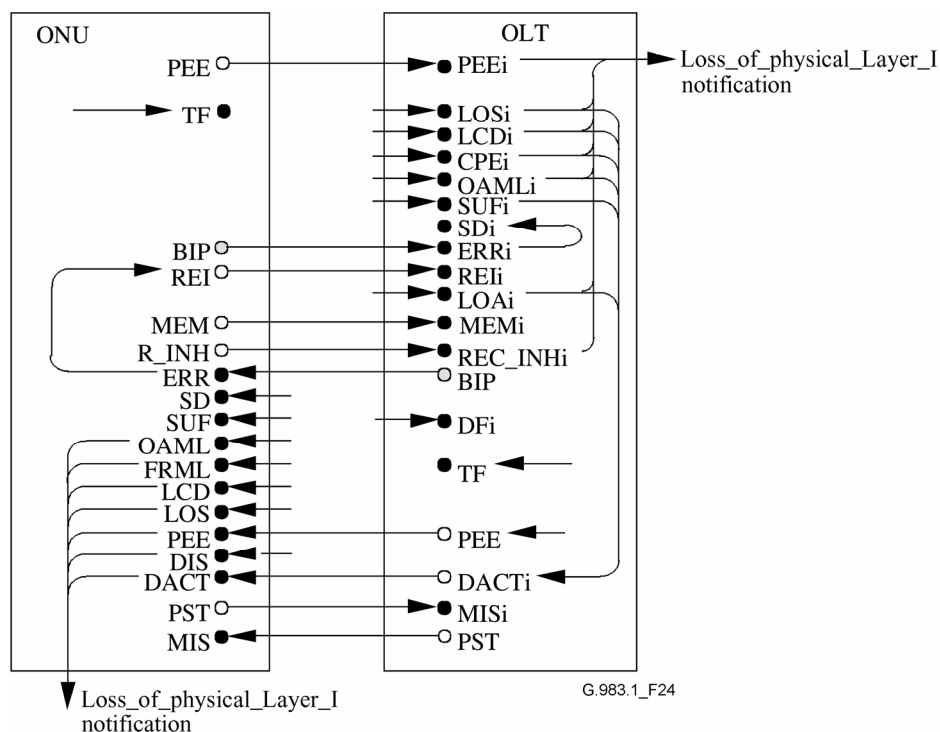 ONU
OLT
PEE
PEEi
Loss_of_physical_Layer_I
notification
TF
LOSi
LCDi
CPEi
OAMLi
SUFi
SDi
BIP
ERRi
REI
REIi
LOAi
MEM
MEMi
R_INH
REC_INHi
ERR
BIP
SD
SUF
DFi
OAML
FRML
TF
LCD
LOS
PEE
PEE
DIS
DACT
DACTi
PST
MISi
MIS
PST
G.983.1_F24
Loss_of_physical_Layer_I
notification